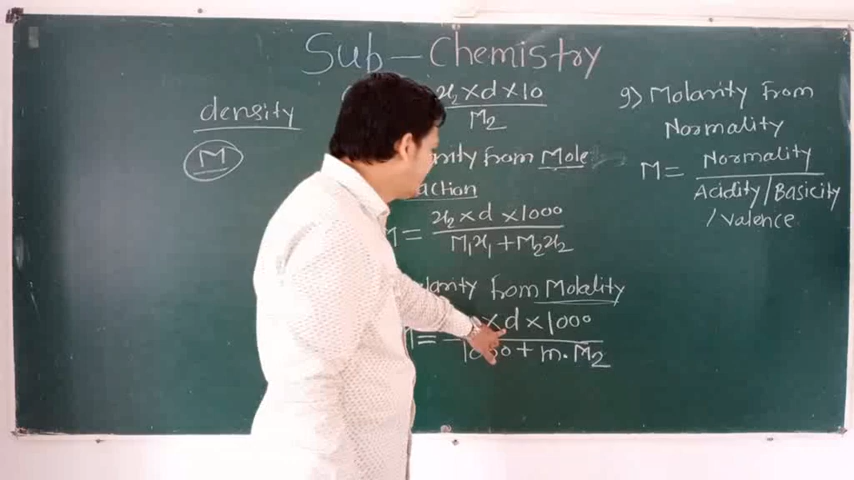 Sub-Chemistry
density
M
x₂ × d × 10
M₂
from Mole
x₂ × d × 1000
=
M₁x₁ + M₂x₂
from Molality
× d × 1000
=
+ m. M₂
9) Molarity from
Normality
M = Normality
Acidity/Basicity
/valence